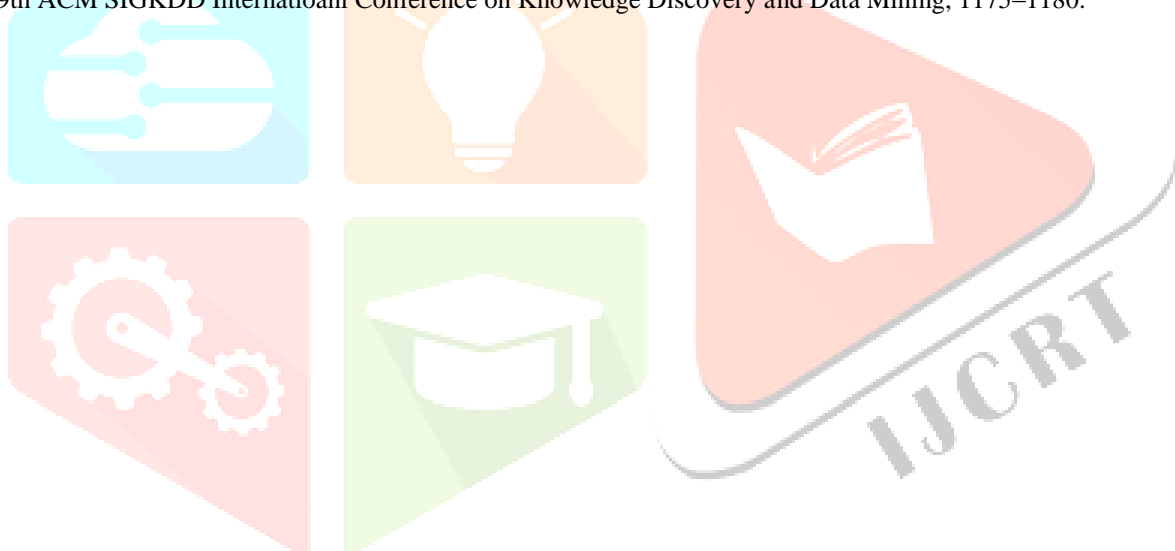 9th ACM SIGKDD Internatioanl Conference on Knowledge Discovery and Data Mining, 1175–1180.
IJCRT